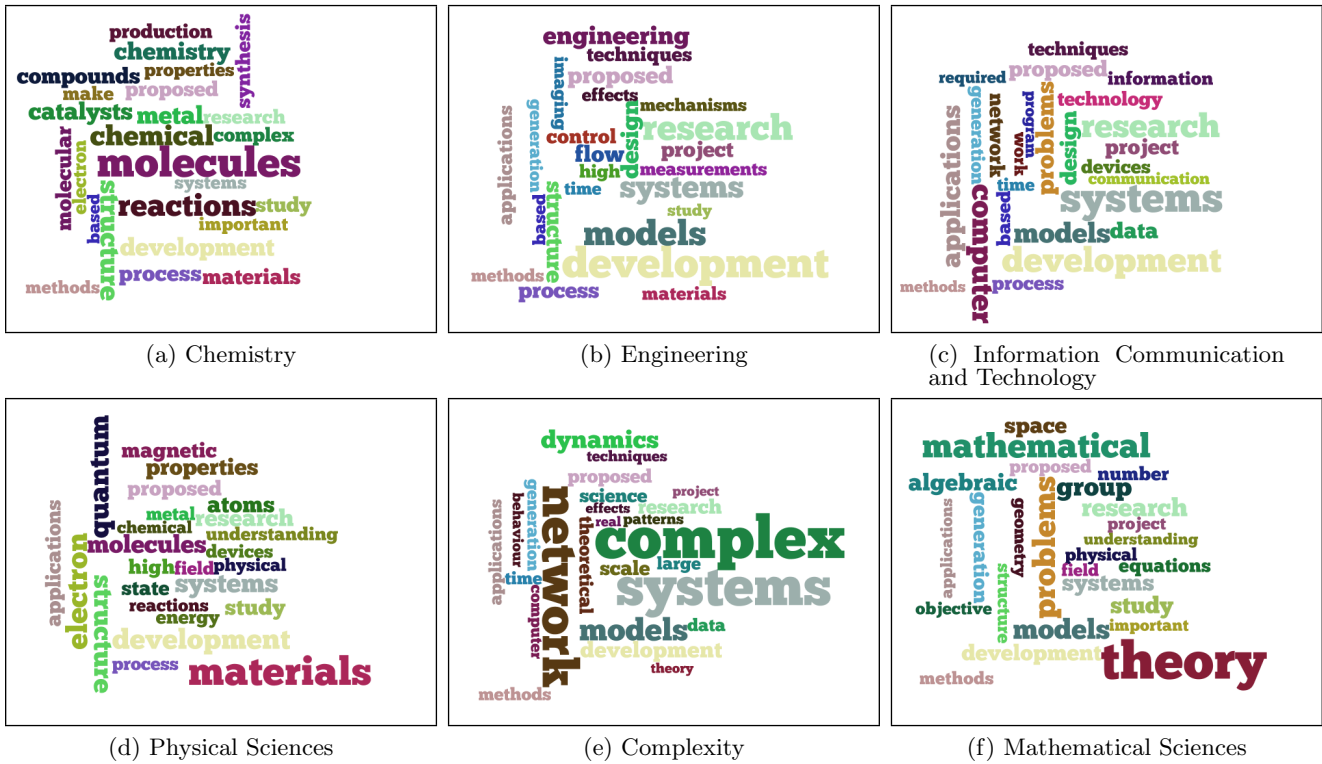 production
synthesis
chemistry
compounds
properties
make
proposed
catalysts
metal
research
molecular
chemical
complex
electron
molecules
systems
based
structure
reactions
study
important
development
process
materials
methods
(a) Chemistry
engineering
techniques
imaging
proposed
effects
mechanisms
applications
generation
design
research
control
flow
project
high
measurements
time
systems
based
structure
study
models
development
methods
process
materials
(b) Engineering
techniques
proposed
required
information
generation
network
program
problems
technology
applications
work
design
research
project
devices
time
communication
computer
based
systems
models
data
development
methods
process
(c) Information Communication
and Technology
quantum
magnetic
properties
proposed
atoms
applications
metal
research
chemical
understanding
electron
molecules
devices
high
field
physical
structure
state
systems
reactions
study
energy
development
process
materials
(d) Physical Sciences
dynamics
techniques
proposed
generation
network
science
project
behaviour
effects
research
applications
theoretical
real
patterns
complex
time
scale
large
computer
systems
models
data
development
theory
methods
(e) Complexity
space
mathematical
proposed
number
algebraic
problems
group
generation
geometry
research
applications
project
understanding
physical
structure
field
equations
systems
objective
study
models
important
development
theory
methods
(f) Mathematical Sciences